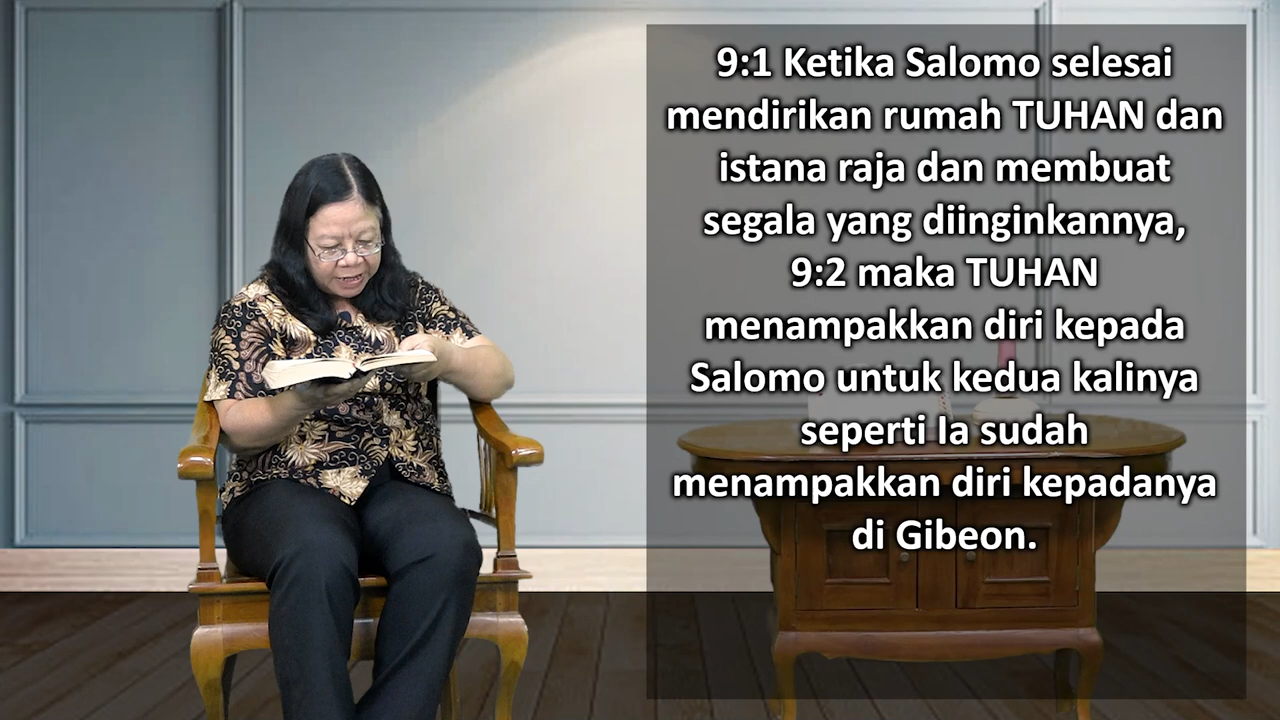 9:1 Ketika Salomo selesai
mendirikan rumah TUHAN dan
istana raja dan membuat
segala yang diinginkannya,
9:2 maka TUHAN
menampakkan diri kepada
Salomo untuk kedua kalinya
seperti Ia sudah
menampakkan diri kepadanya
di Gibeon.